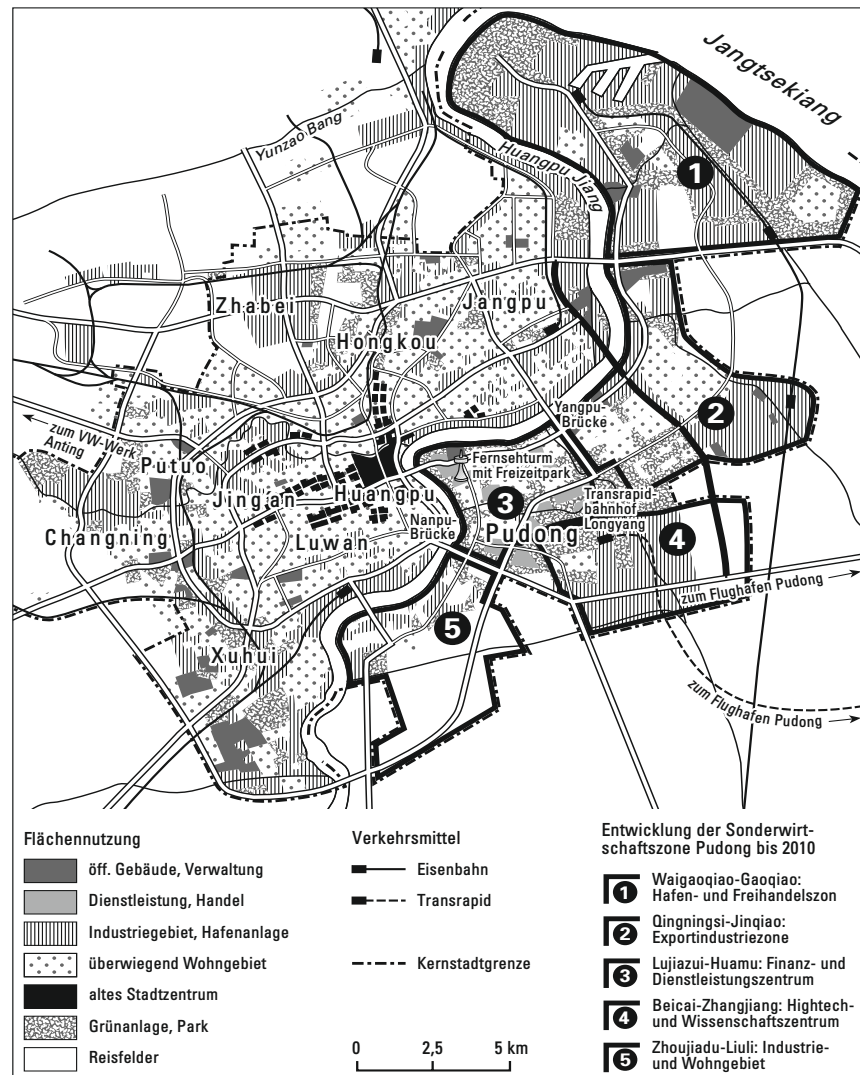 Jangtsekiang
Yunzao Bang
Huangpu Jiang
1
Zhabei
Jangpu
Hongkou
2
Yangpu-
Brücke
zum VW-Werk
Anting
Putuo
Fernsehturm
mit Freizeitpark
Jingan
Huangpu
3
Transrapid-
bahnhof
Longyang
Changning
Luwan
Nanpu-
Brücke
Pudong
4
zum Flughafen Pudong
5
Xuhui
zum Flughafen Pudong
Flächennutzung
öff. Gebäude, Verwaltung
Dienstleistung, Handel
Industriegebiet, Hafenanlage
überwiegend Wohngebiet
altes Stadtzentrum
Grünanlage, Park
Reisfelder
Verkehrsmittel
Eisenbahn
Transrapid
Kernstadtgrenze
0 2,5 5 km
Entwicklung der Sonderwirt-
schaftszone Pudong bis 2010
1 Waigaoqiao-Gaoqiao:
Hafen- und Freihandelszon
2 Qingningsi-Jinqiao:
Exportindustriezone
3 Lujiazui-Huamu: Finanz- und
Dienstleistungszentrum
4 Beicai-Zhangjiang: Hightech-
und Wissenschaftszentrum
5 Zhoujiadu-Liuli: Industrie-
und Wohngebiet